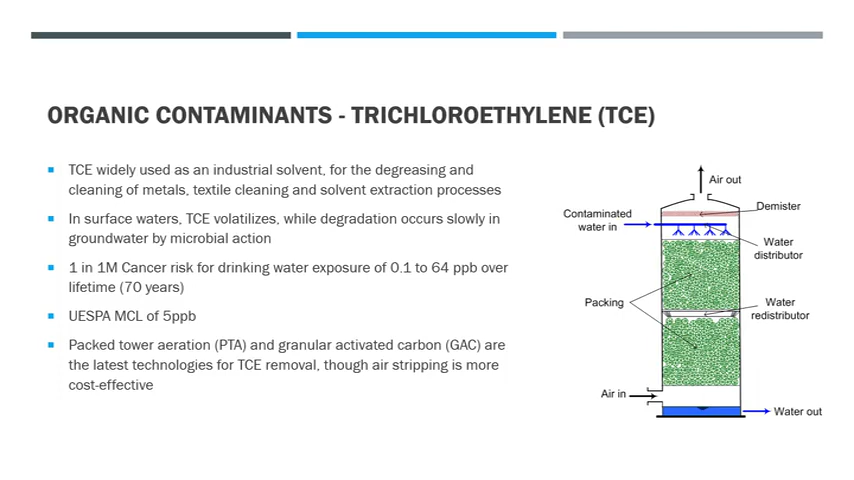 ORGANIC CONTAMINANTS - TRICHLOROETHYLENE (TCE)
TCE widely used as an industrial solvent, for the degreasing and
cleaning of metals, textile cleaning and solvent extraction processes
In surface waters, TCE volatilizes, while degradation occurs slowly in
groundwater by microbial action
1 in 1M Cancer risk for drinking water exposure of 0.1 to 64 ppb over
lifetime (70 years)
UESPA MCL of 5ppb
Packed tower aeration (PTA) and granular activated carbon (GAC) are
the latest technologies for TCE removal, though air stripping is more
cost-effective
Air out
Demister
Contaminated
water in
Water
distributor
Packing
Water
redistributor
Air in
Water out